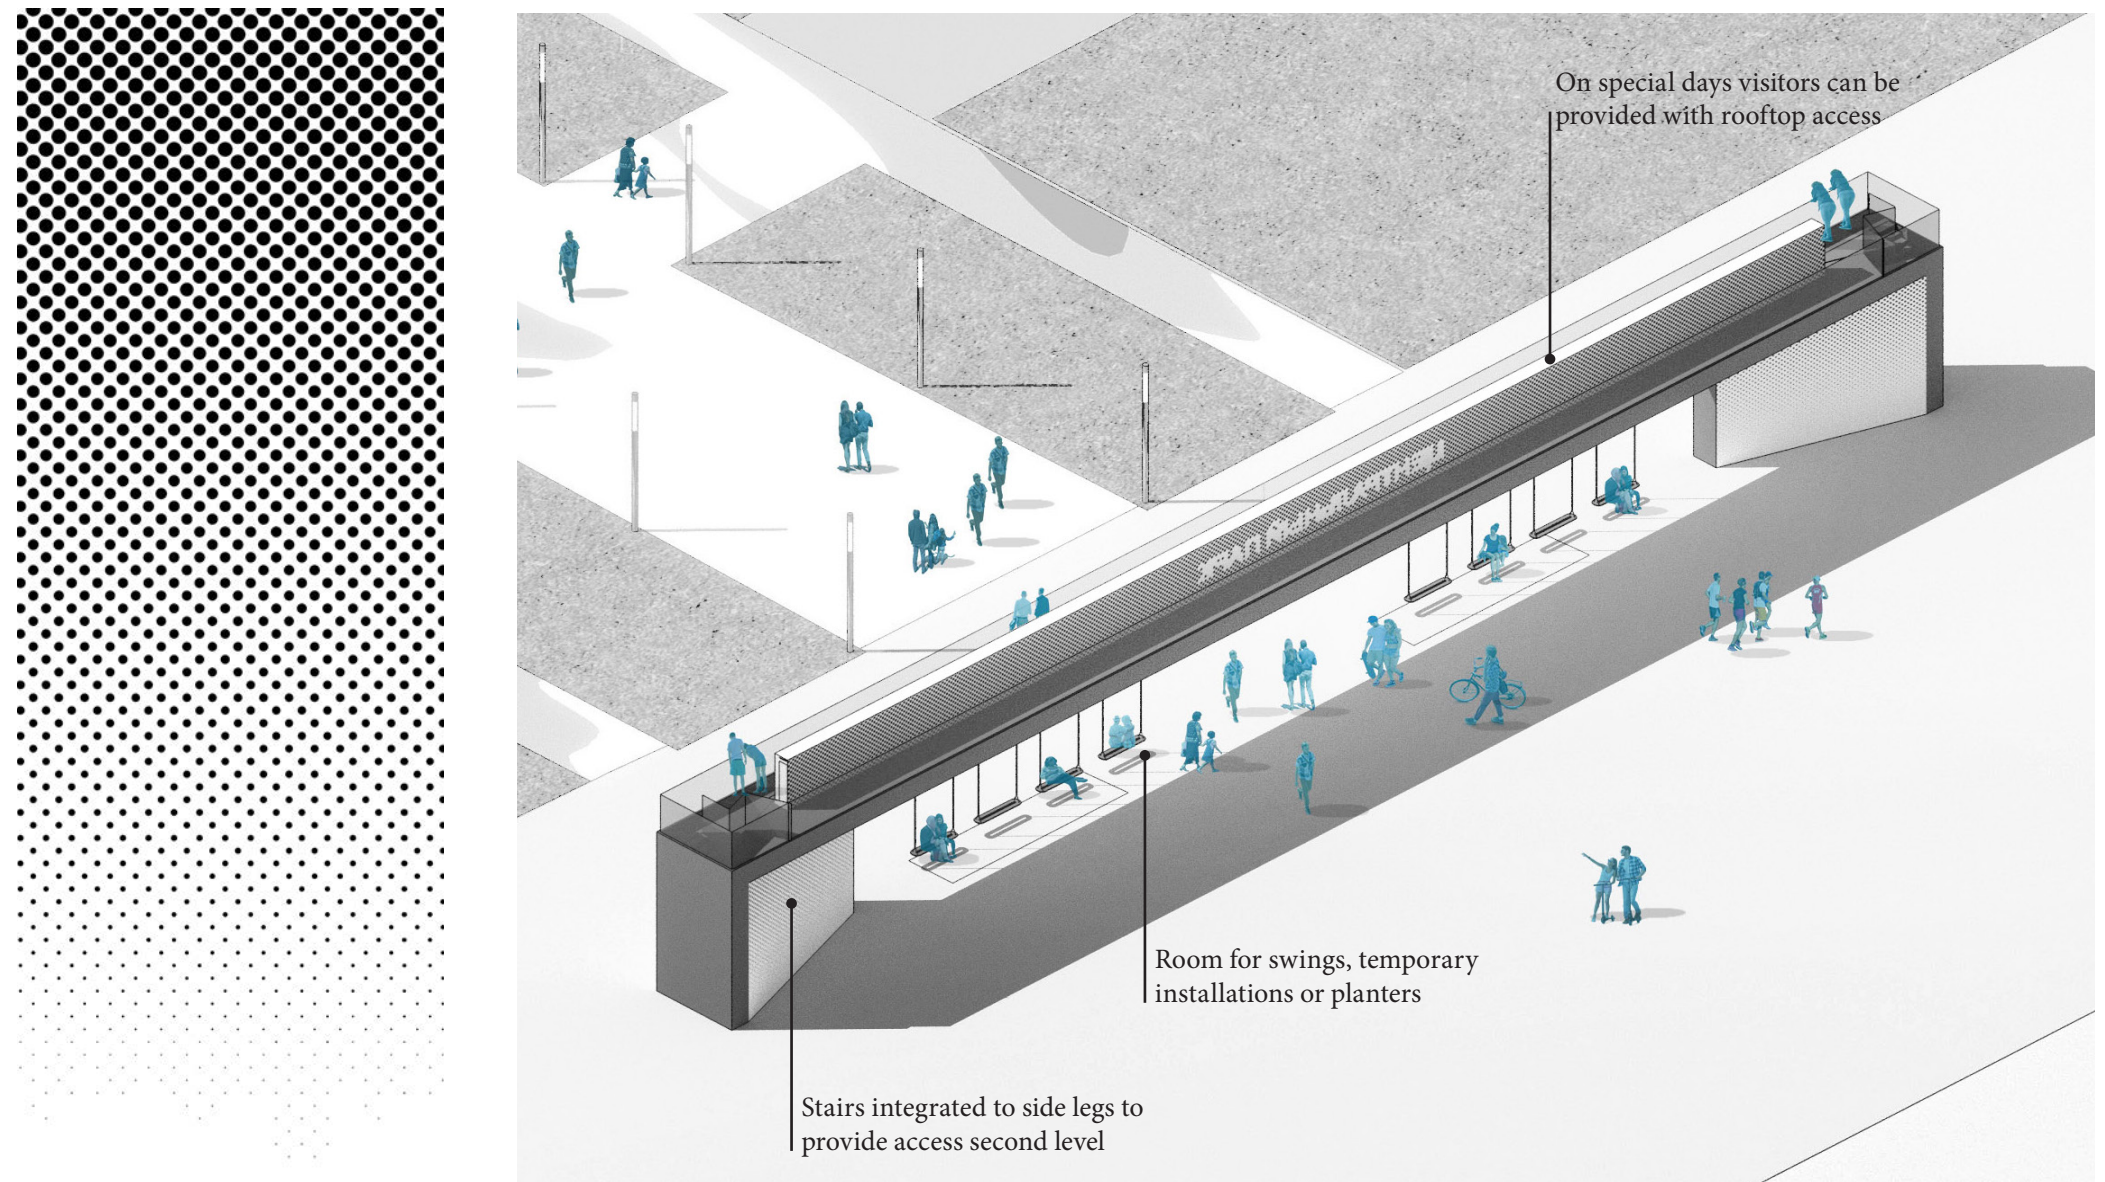 On special days visitors can be
provided with rooftop access
Room for swings, temporary
installations or planters
Stairs integrated to side legs to
provide access second level